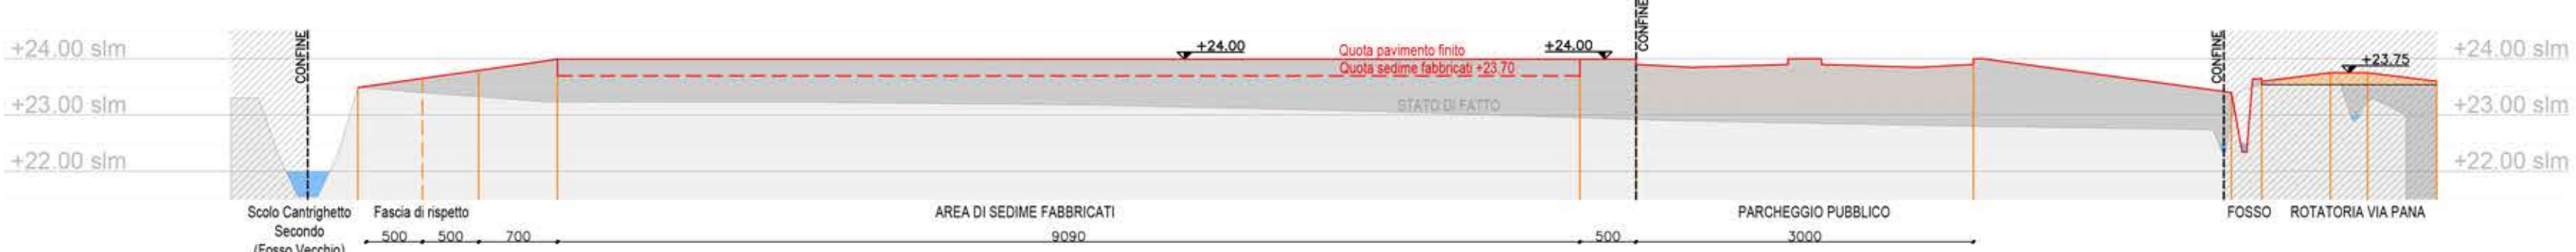 CONFINE
CONFINE
CONFINE
+24.00 slm
+24.00
Quota pavimento finito
+24.00
+23.75
+24.00 slm
Quota sedime fabbricati +23.70
+23.00 slm
STATO DI FATTO
+23.00 slm
+22.00 slm
+22.00 slm
Scolo Cantrighetto
Secondo
(Fosso Vecchio)
Fascia di rispetto
AREA DI SEDIME FABBRICATI
PARCHEGGIO PUBBLICO
FOSSO
ROTATORIA VIA PANA
500
500
700
9090
500
3000